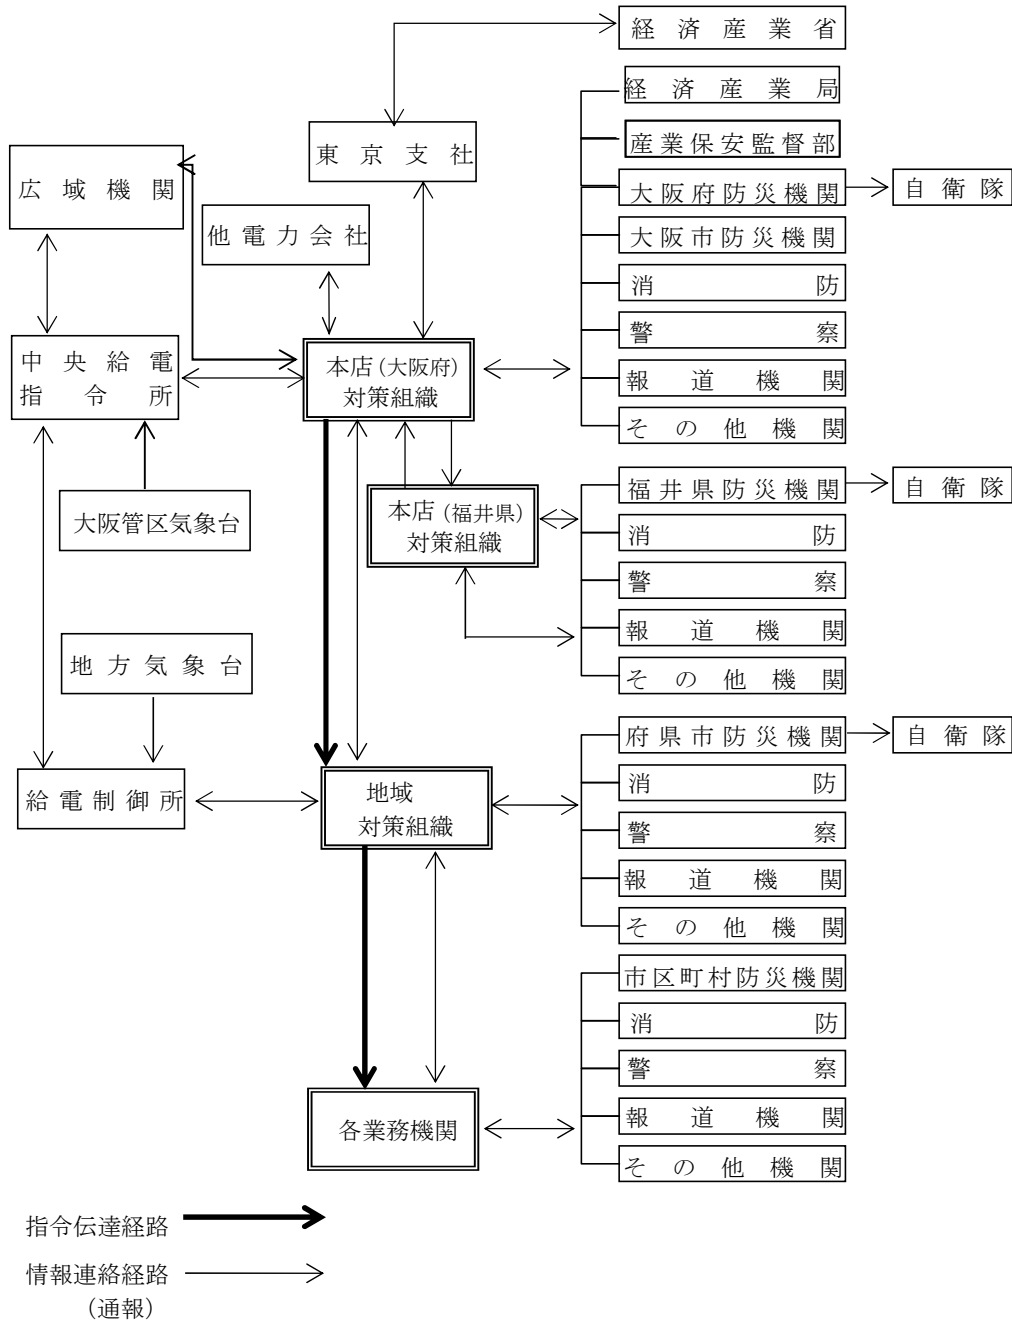 経済産業省
経済産業局
東京支社
産業保安監督部
広域機関
大阪府防災機関
自衛隊
他電力会社
大阪市防災機関
消防
警察
中央給電
指令所
本店（大阪府）
対策組織
報道機関
その他機関
大阪管区気象台
本店（福井県）
対策組織
福井県防災機関
自衛隊
消防
警察
報道機関
その他機関
地方気象台
府県市防災機関
自衛隊
給電制御所
地域
対策組織
消防
警察
報道機関
その他機関
市区町村防災機関
消防
警察
各業務機関
報道機関
その他機関
指令伝達経路
情報連絡経路
（通報）